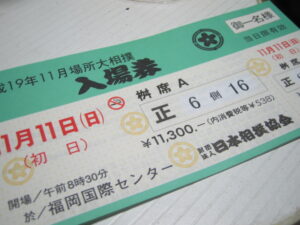 成19年11月場所大相撲
御一名様
入場券
当日限有効
11月11日(日)
(初 日)
枡席A
正 6 側 16
¥11,300.- (内消費税等¥538)
財団法人 日本相撲協会
開場/午前8時30分
於/福岡国際センター
11月11日
(初
正